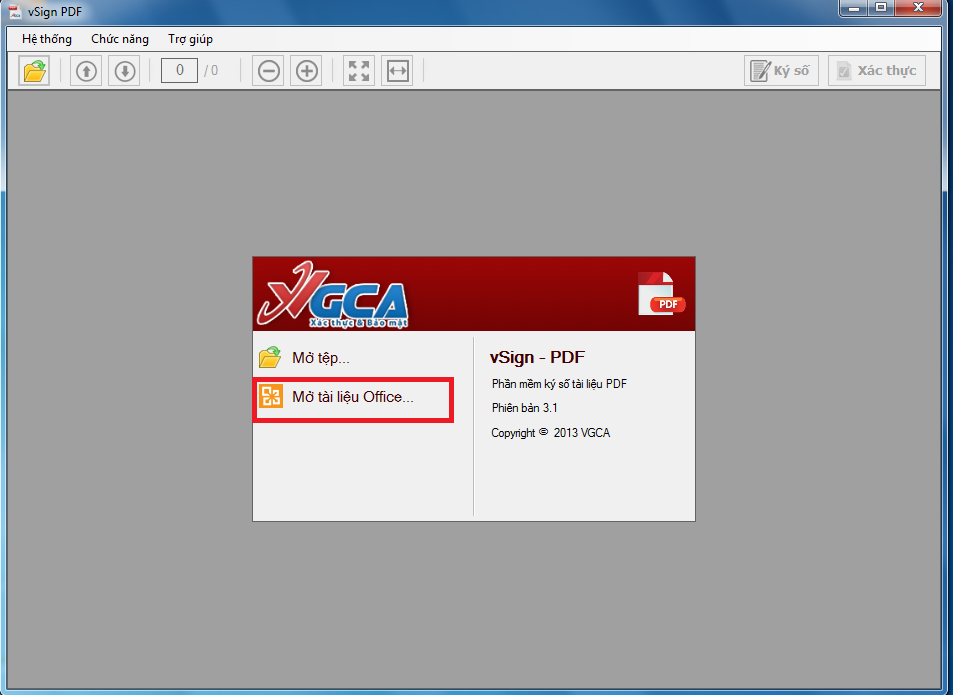 vSign PDF
Hệ thống Chức năng Trợ giúp
0 / 0 Ký số Xác thực
VGCA
Xác thực & Bảo mật
PDF
Mở tệp...
Mở tài liệu Office...
vSign - PDF
Phần mềm ký số tài liệu PDF
Phiên bản 3.1
Copyright © 2013 VGCA